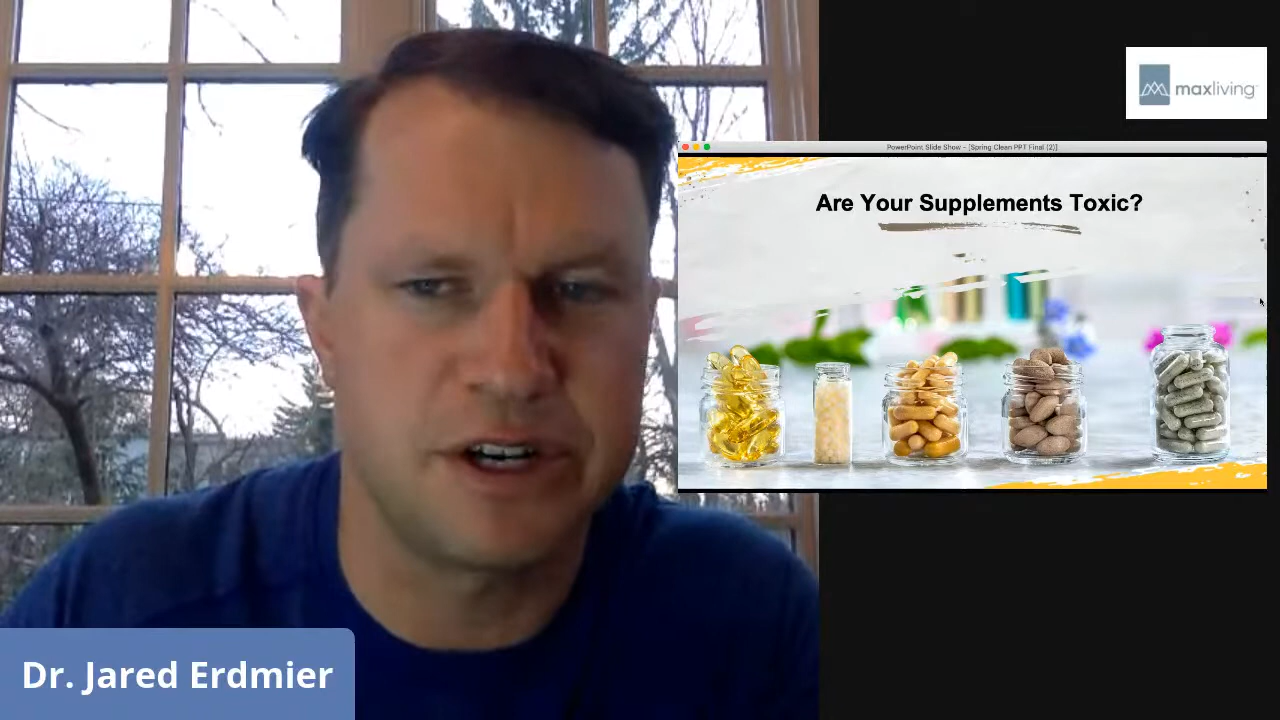 maxliving
PowerPoint Slide Show - [Spring Clean PPT Final (2)]
Are Your Supplements Toxic?
Dr. Jared Erdmier